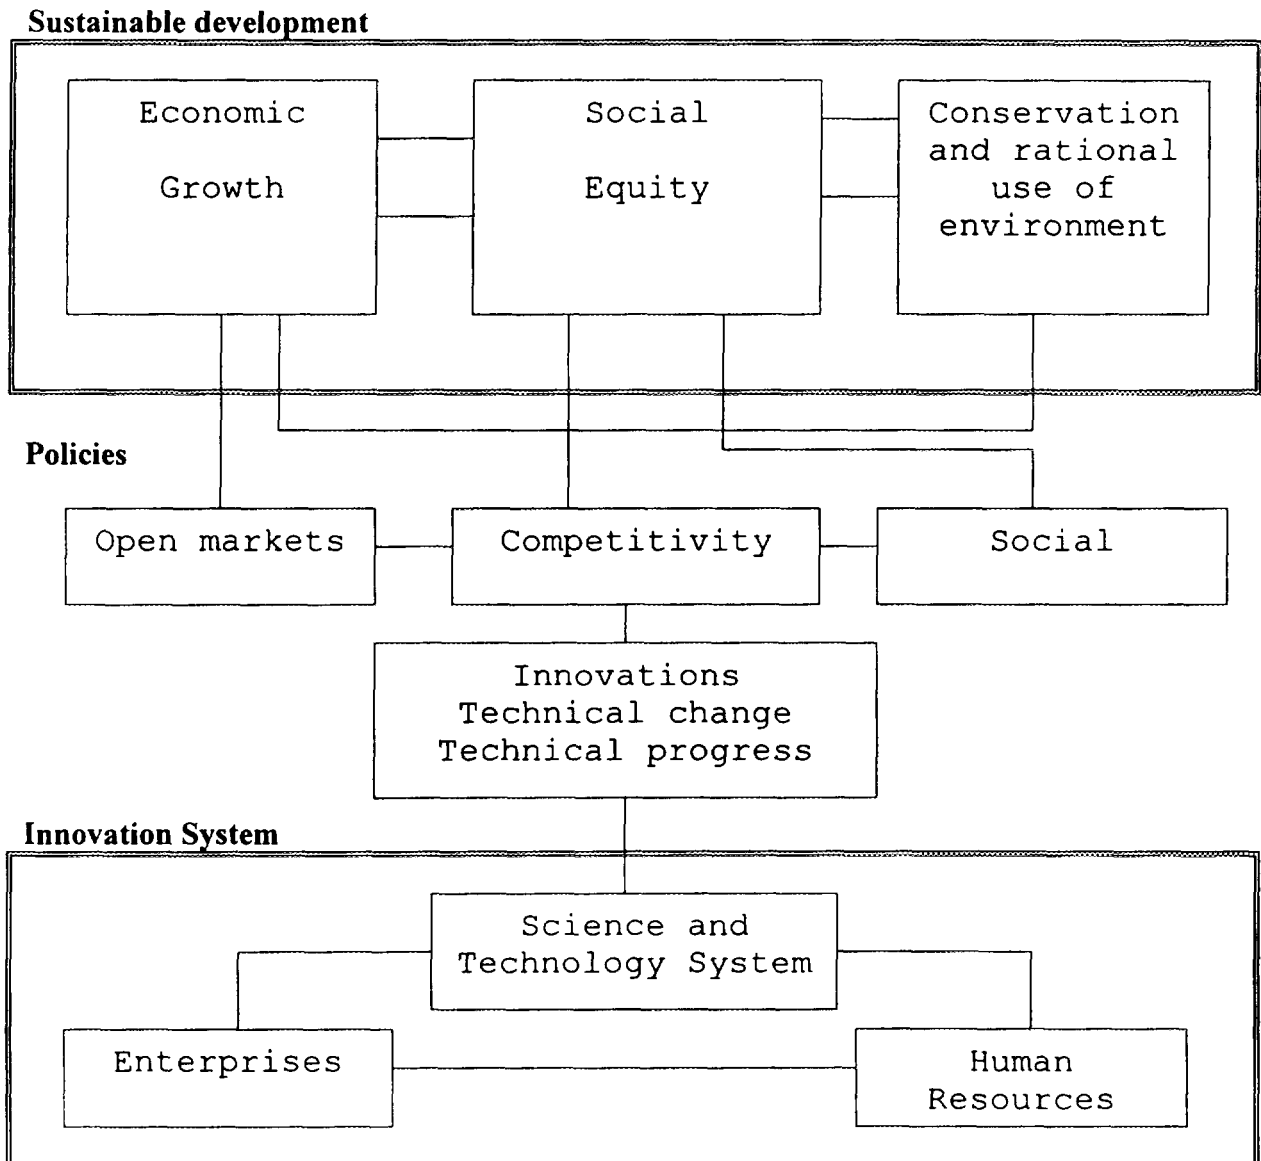 Sustainable development
Economic
Growth
Social
Equity
Conservation
and rational
use of
environment
Policies
Open markets
Competitivity
Social
Innovations
Technical change
Technical progress
Innovation System
Science and
Technology System
Enterprises
Human
Resources